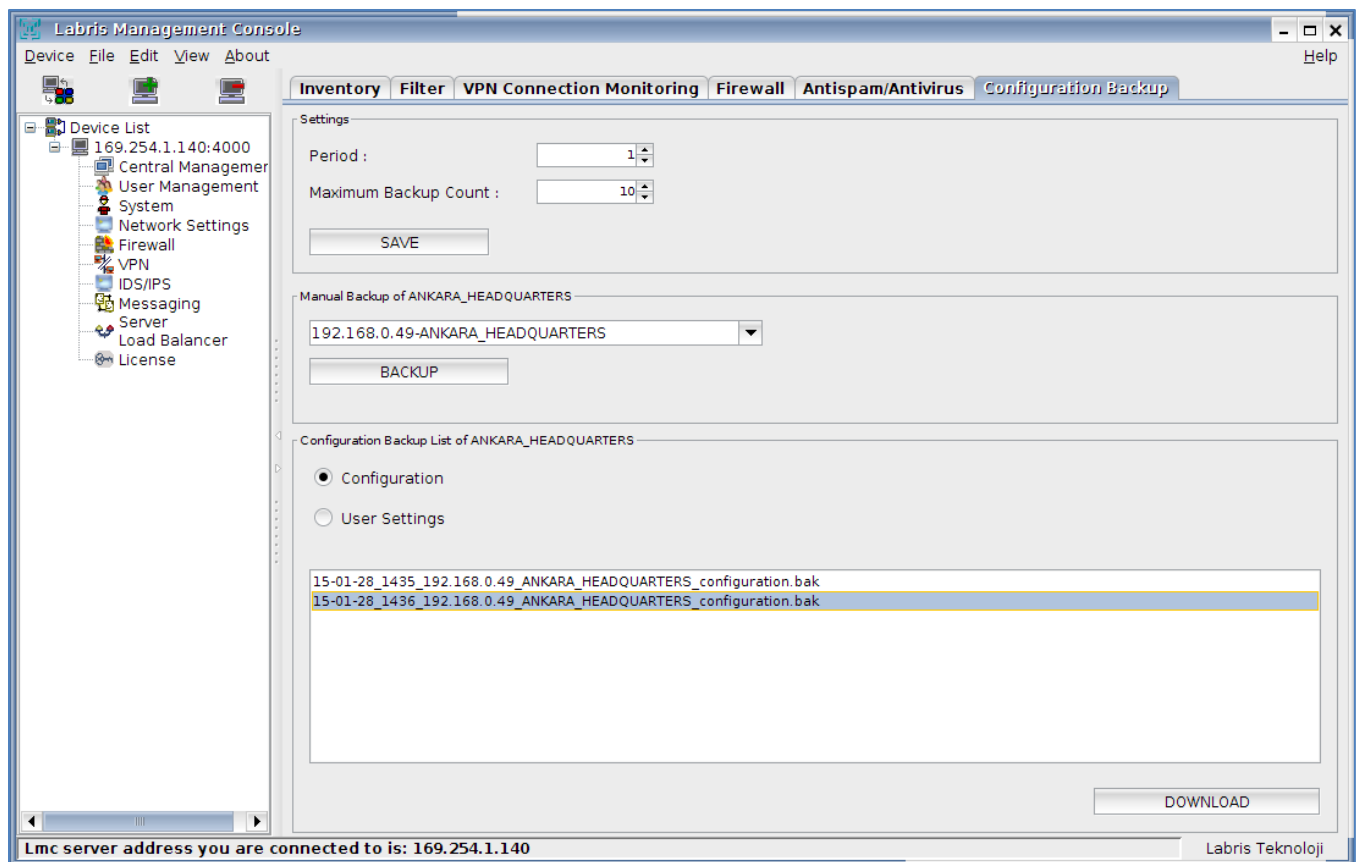 Labris Management Console
Device File Edit View About Help
Inventory Filter VPN Connection Monitoring Firewall Antispam/Antivirus Configuration Backup
Device List
169.254.1.140:4000
Central Managemer
User Management
System
Network Settings
Firewall
VPN
IDS/IPS
Messaging
Server
Load Balancer
License
Settings
Period :
1
Maximum Backup Count :
10
SAVE
Manual Backup of ANKARA_HEADQUARTERS
192.168.0.49-ANKARA_HEADQUARTERS
BACKUP
Configuration Backup List of ANKARA_HEADQUARTERS
Configuration
User Settings
15-01-28_1435_192.168.0.49_ANKARA_HEADQUARTERS_configuration.bak
15-01-28_1436_192.168.0.49_ANKARA_HEADQUARTERS_configuration.bak
DOWNLOAD
Lmc server address you are connected to is: 169.254.1.140
Labris Teknoloji